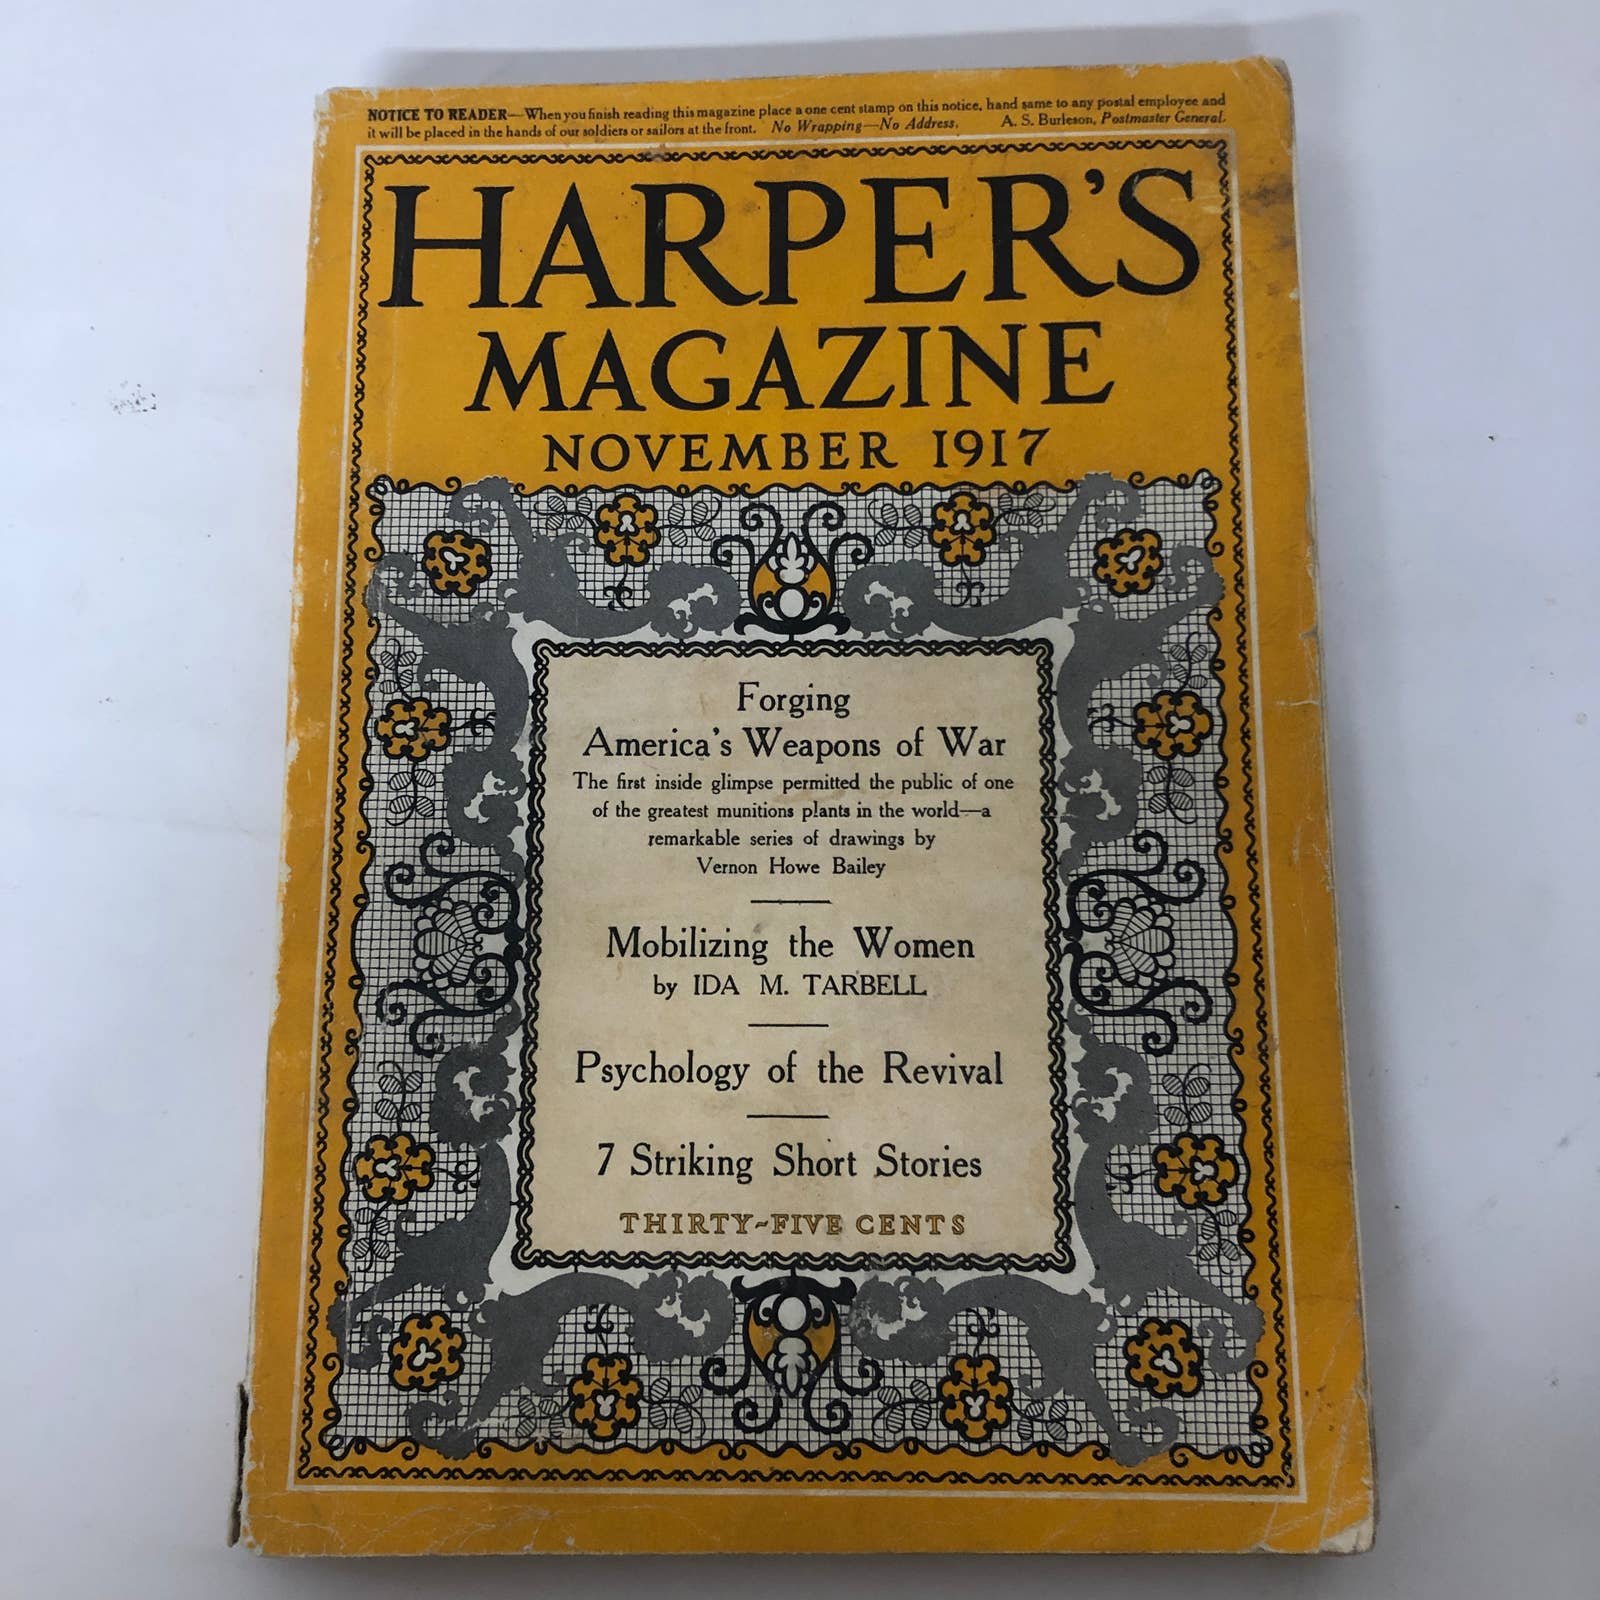 NOTICE TO READER—When you finish reading this magazine place a one cent stamp on this notice, hand same to any postal employee and
it will be placed in the hands of our soldiers or sailors at the front. No Wrapping—No Address. A. S. Burleson, Postmaster General.
HARPER'S
MAGAZINE
NOVEMBER 1917
Forging
America's Weapons of War
The first inside glimpse permitted the public of one
of the greatest munitions plants in the world—a
remarkable series of drawings by
Vernon Howe Bailey
Mobilizing the Women
by IDA M. TARBELL
Psychology of the Revival
7 Striking Short Stories
THIRTY-FIVE CENTS